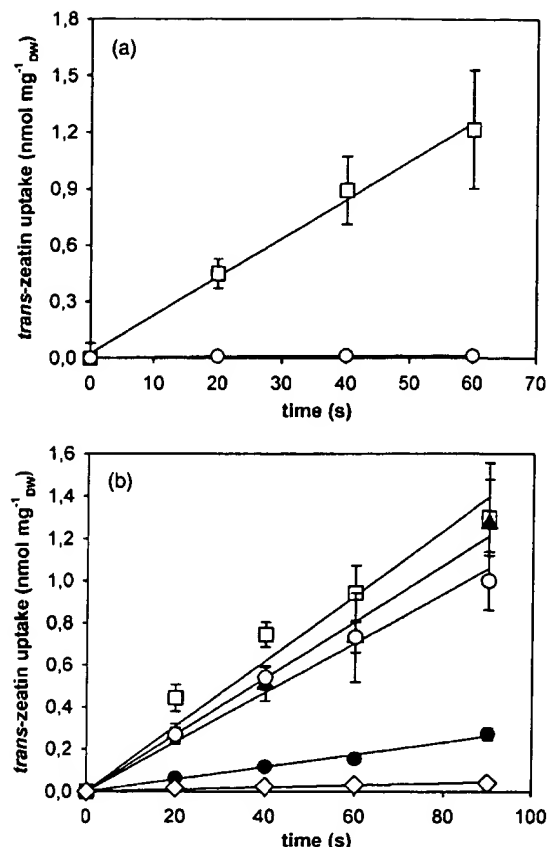 (a)
trans-zeatin uptake (nmol mg⁻¹DW)
1,8
1,5
1,2
0,9
0,6
0,3
0,0
0 10 20 30 40 50 60 70
time (s)
(b)
trans-zeatin uptake (nmol mg⁻¹DW)
1,6
1,4
1,2
1,0
0,8
0,6
0,4
0,2
0,0
0 20 40 60 80 100
time (s)